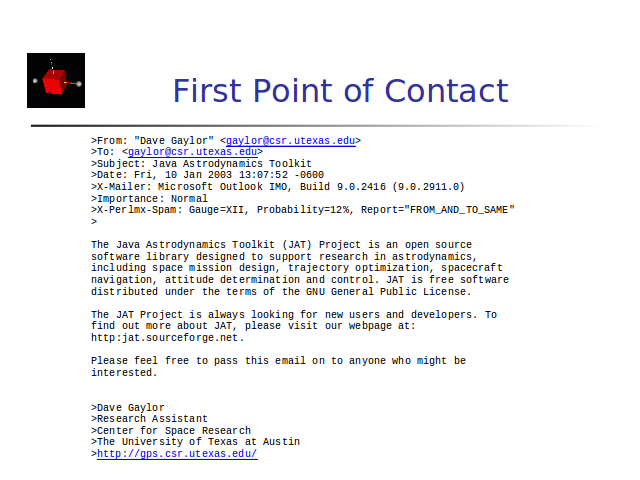 First Point of Contact
>From: "Dave Gaylor" <gaylor@csr.utexas.edu>
>To: <gaylor@csr.utexas.edu>
>Subject: Java Astrodynamics Toolkit
>Date: Fri, 10 Jan 2003 13:07:52 -0600
>X-Mailer: Microsoft Outlook IMO, Build 9.0.2416 (9.0.2911.0)
>Importance: Normal
>X-Perlmx-Spam: Gauge=XII, Probability=12%, Report="FROM_AND_TO_SAME"
>
The Java Astrodynamics Toolkit (JAT) Project is an open source
software library designed to support research in astrodynamics,
including space mission design, trajectory optimization, spacecraft
navigation, attitude determination and control. JAT is free software
distributed under the terms of the GNU General Public License.
The JAT Project is always looking for new users and developers. To
find out more about JAT, please visit our webpage at:
http:jat.sourceforge.net.
Please feel free to pass this email on to anyone who might be
interested.
>Dave Gaylor
>Research Assistant
>Center for Space Research
>The University of Texas at Austin
>http://gps.csr.utexas.edu/